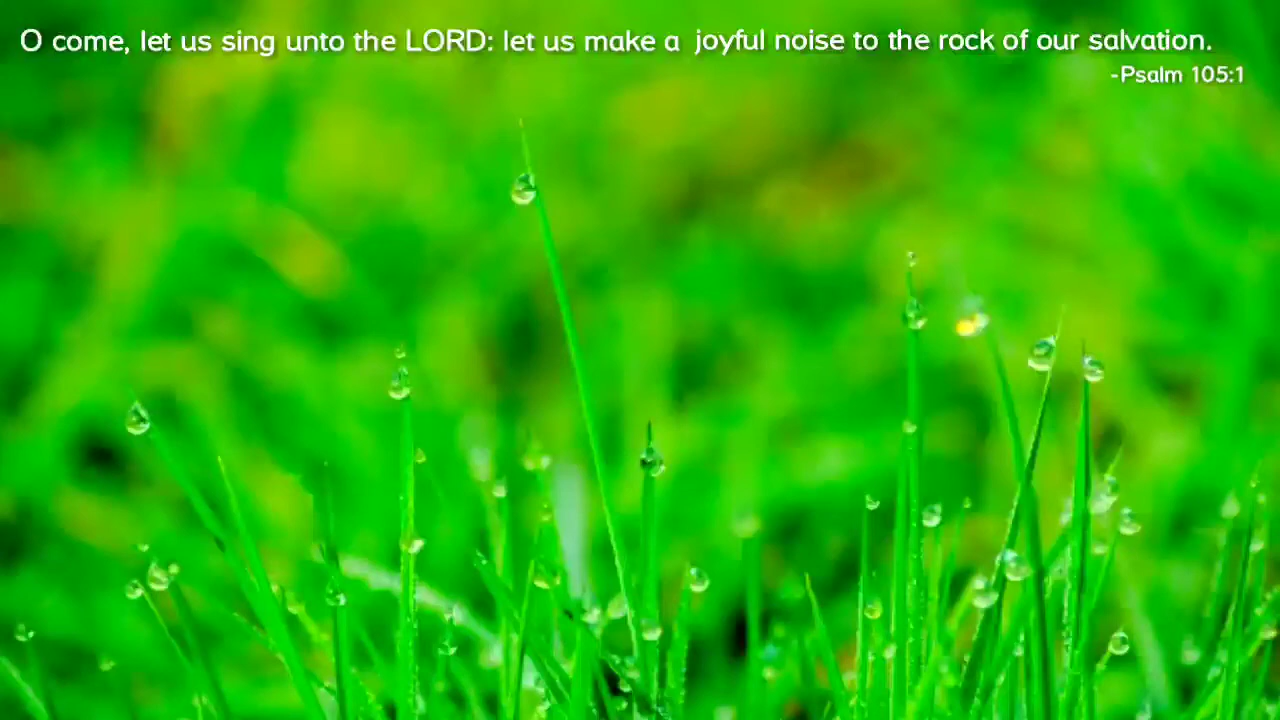 O come, let us sing unto the LORD: let us make a joyful noise to the rock of our salvation.
-Psalm 105:1